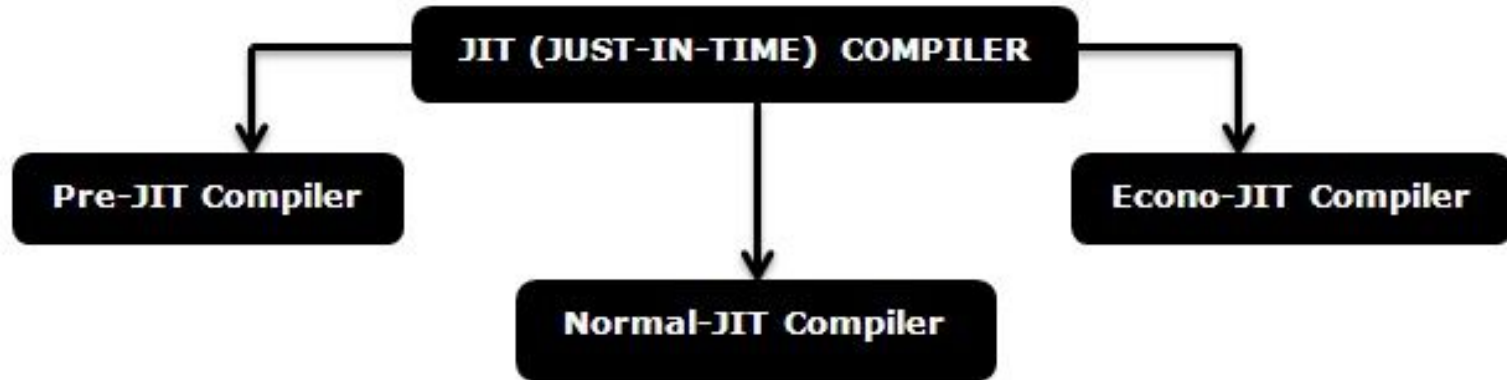 JIT (JUST-IN-TIME) COMPILER
Pre-JIT Compiler
Econo-JIT Compiler
Normal-JIT Compiler